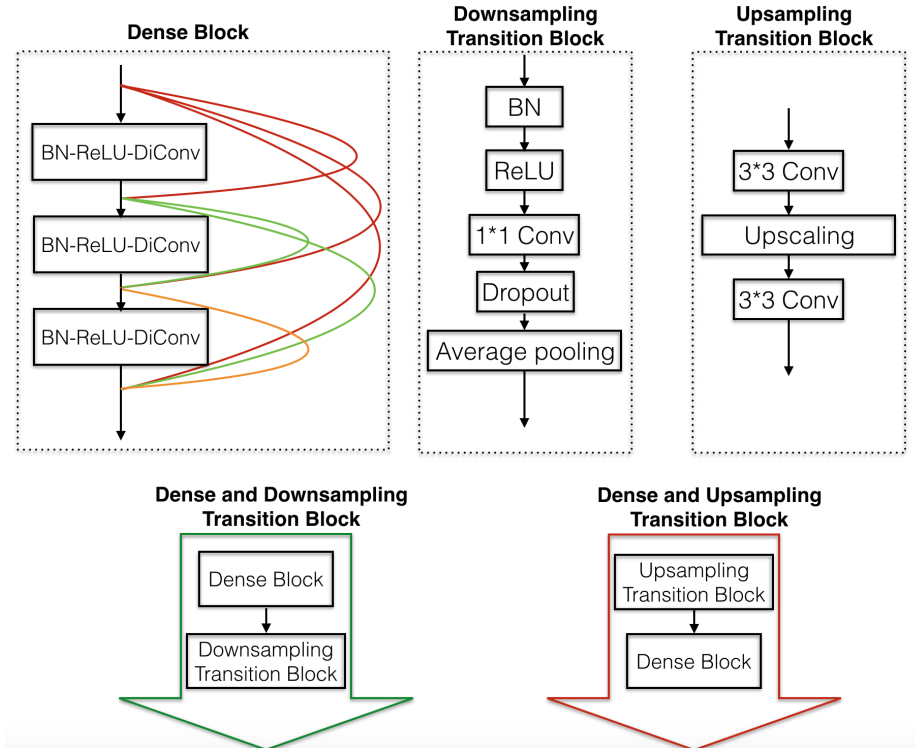 Dense Block
BN-ReLU-DiConv
BN-ReLU-DiConv
BN-ReLU-DiConv
Downsampling
Transition Block
BN
ReLU
1*1 Conv
Dropout
Average pooling
Upsampling
Transition Block
3*3 Conv
Upscaling
3*3 Conv
Dense and Downsampling
Transition Block
Dense Block
Downsampling
Transition Block
Dense and Upsampling
Transition Block
Upsampling
Transition Block
Dense Block